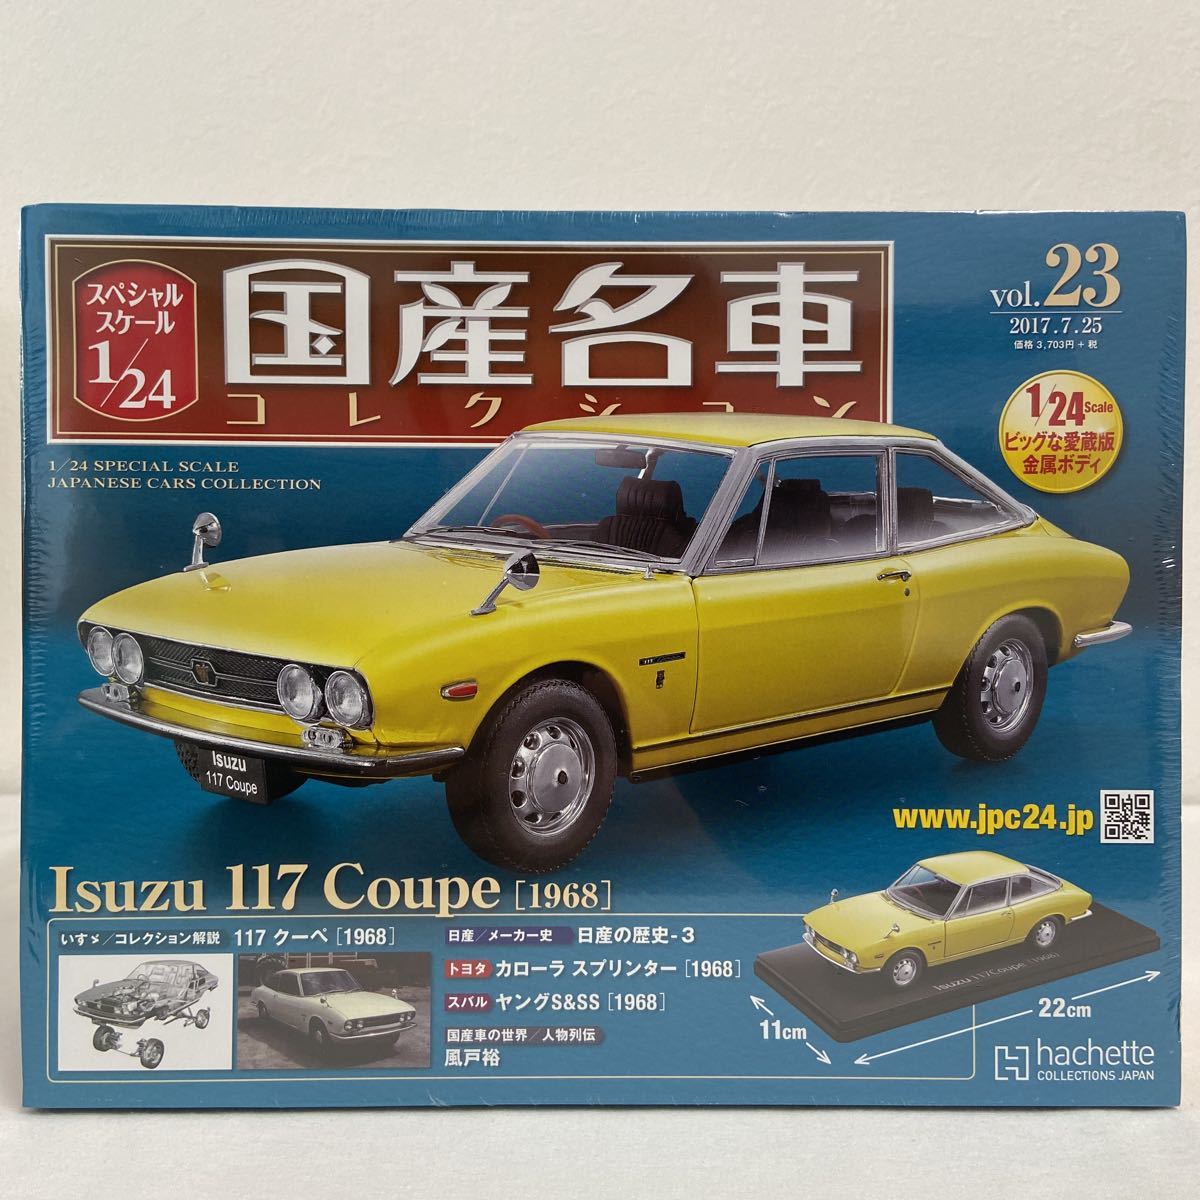 スペシャル
スケール
1/24
国産名車
コレクション
1/24 SPECIAL SCALE
JAPANESE CARS COLLECTION
vol.23
2017.7.25
価格 3,703円+税
1/24 Scale
ビッグな愛蔵版
金属ボディ
Isuzu
117 Coupe
www.jpc24.jp
Isuzu 117 Coupe [1968]
いすゞ/コレクション解説 117 クーペ [1968]
日産/メーカー史 日産の歴史-3
トヨタ カローラ スプリンター [1968]
スバル ヤングS&SS [1968]
国産車の世界/人物列伝
風戸裕
Isuzu 117Coupe [1968]
11cm
22cm
hachette
COLLECTIONS JAPAN